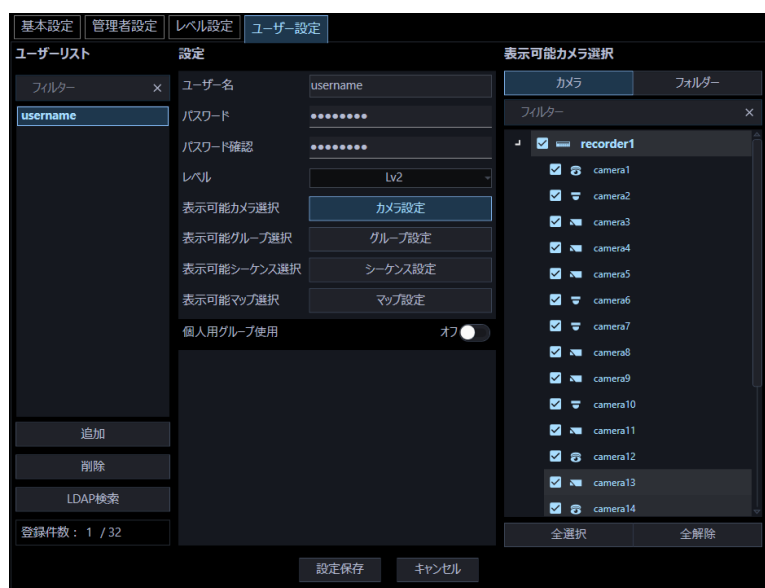 基本設定 管理者設定 レベル設定 ユーザー設定
ユーザーリスト
フィルター ×
username
追加
削除
LDAP検索
登録件数： 1 / 32
設定
ユーザー名 username
パスワード ●●●●●●●●
パスワード確認 ●●●●●●●●
レベル Lv2
表示可能カメラ選択 カメラ設定
表示可能グループ選択 グループ設定
表示可能シーケンス選択 シーケンス設定
表示可能マップ選択 マップ設定
個人用グループ使用 オフ
表示可能カメラ選択
カメラ フォルダー
フィルター ×
recorder1
camera1
camera2
camera3
camera4
camera5
camera6
camera7
camera8
camera9
camera10
camera11
camera12
camera13
camera14
全選択 全解除
設定保存 キャンセル